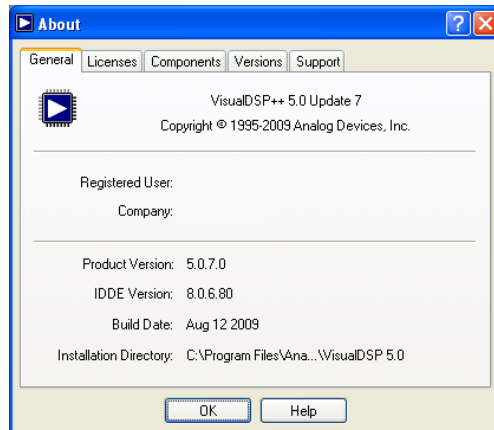 About
General Licenses Components Versions Support
VisualDSP++ 5.0 Update 7
Copyright © 1995-2009 Analog Devices, Inc.
Registered User:
Company:
Product Version: 5.0.7.0
IDDE Version: 8.0.6.80
Build Date: Aug 12 2009
Installation Directory: C:\Program Files\Ana...\VisualDSP 5.0
OK Help